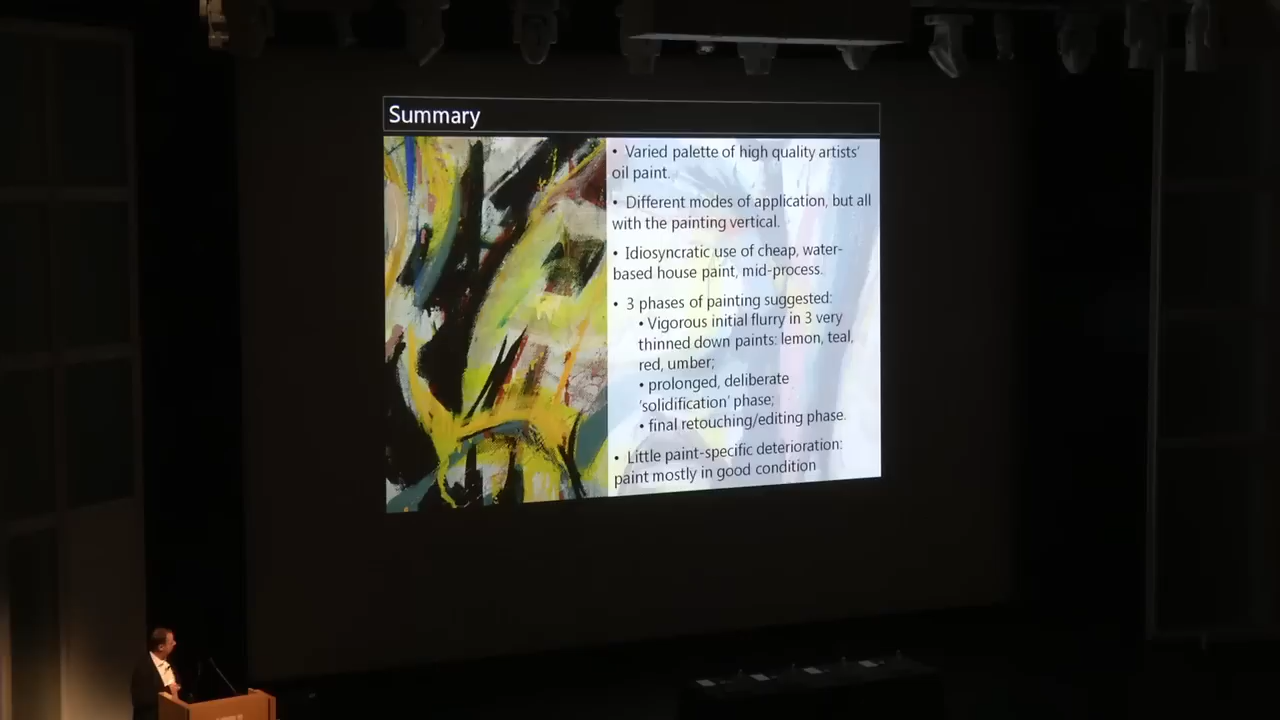 Summary
• Varied palette of high quality artists'
oil paint.
• Different modes of application, but all
with the painting vertical.
• Idiosyncratic use of cheap, water-
based house paint, mid-process.
• 3 phases of painting suggested:
• Vigorous initial flurry in 3 very
thinned down paints: lemon, teal,
red, umber;
• prolonged, deliberate
'solidification' phase;
• final retouching/editing phase.
• Little paint-specific deterioration:
paint mostly in good condition